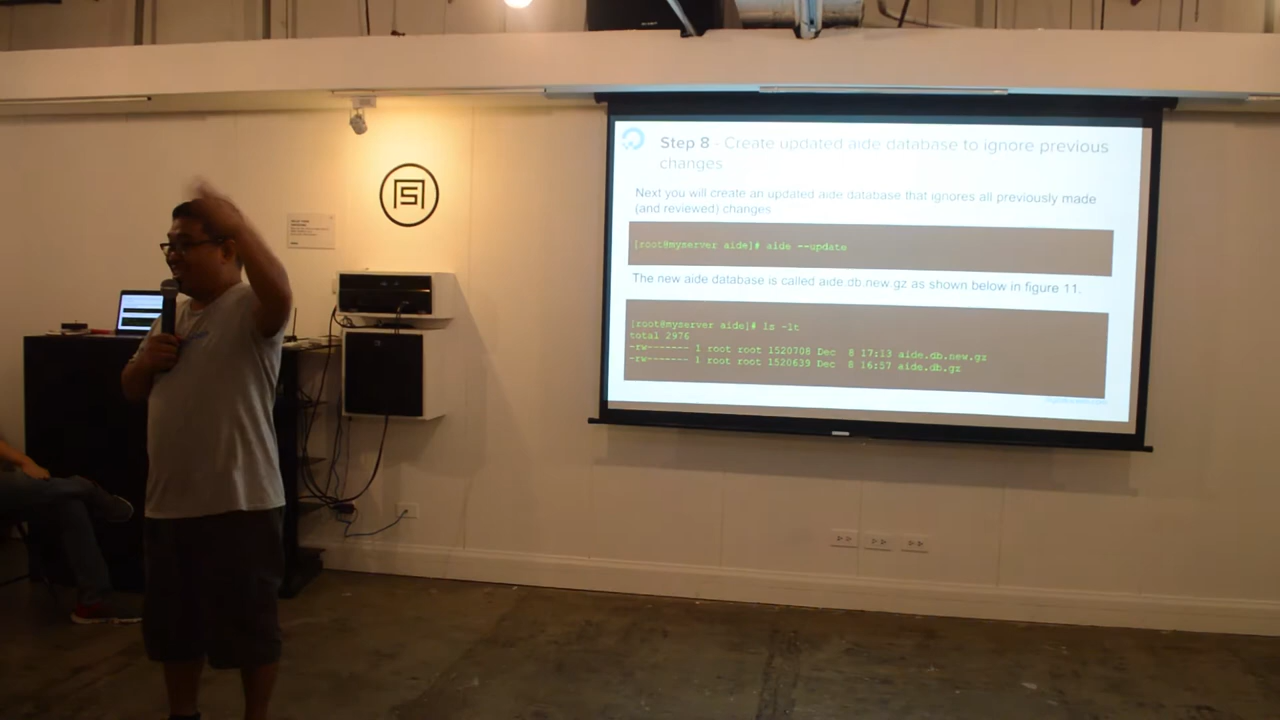 Step 8 - Create updated aide database to ignore previous
changes
Next you will create an updated aide database that ignores all previously made
(and reviewed) changes
[root@myserver aide]# aide --update
The new aide database is called aide.db.new.gz as shown below in figure 11.
[root@myserver aide]# ls -lt
total 2976
-rw------- 1 root root 1520708 Dec  8 17:13 aide.db.new.gz
-rw------- 1 root root 1520639 Dec  8 16:57 aide.db.gz